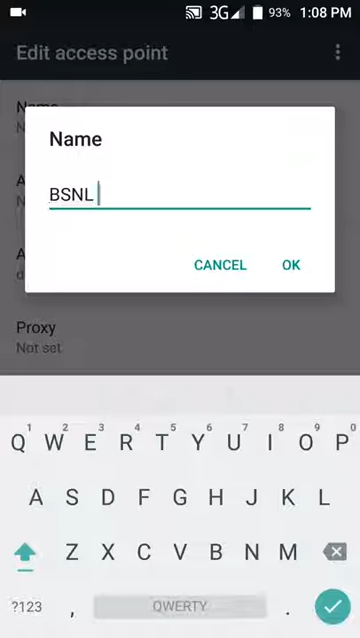 3G 93% 1:08 PM
Edit access point
Name
Name
BSNL
CANCEL OK
Proxy
Not set
1 2 3 4 5 6 7 8 9 0
Q W E R T Y U I O P
A S D F G H J K L
Z X C V B N M
?123 , QWERTY .